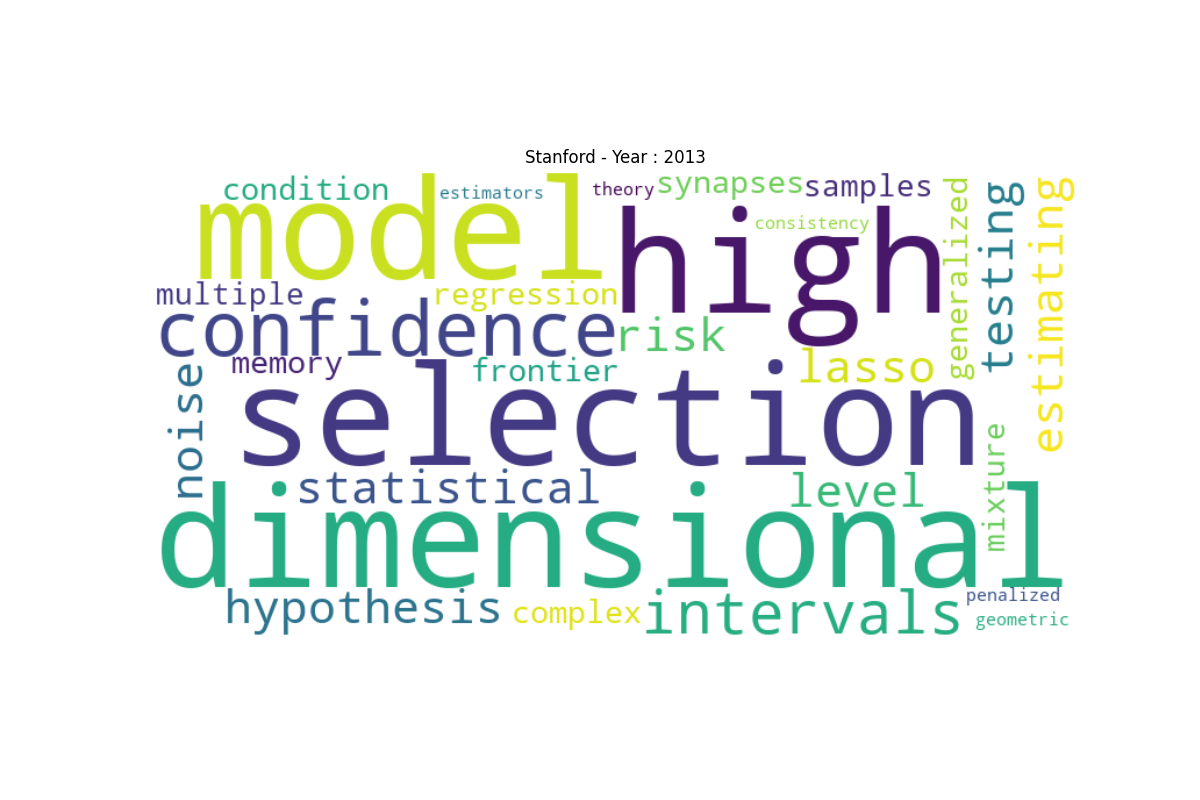 Stanford - Year : 2013
condition
estimators
theory
synapses
samples
model
high
consistency
generalized
testing
estimating
multiple
regression
confidence
risk
memory
frontier
lasso
noise
selection
statistical
level
mixture
dimensional
hypothesis
complex
intervals
penalized
geometric